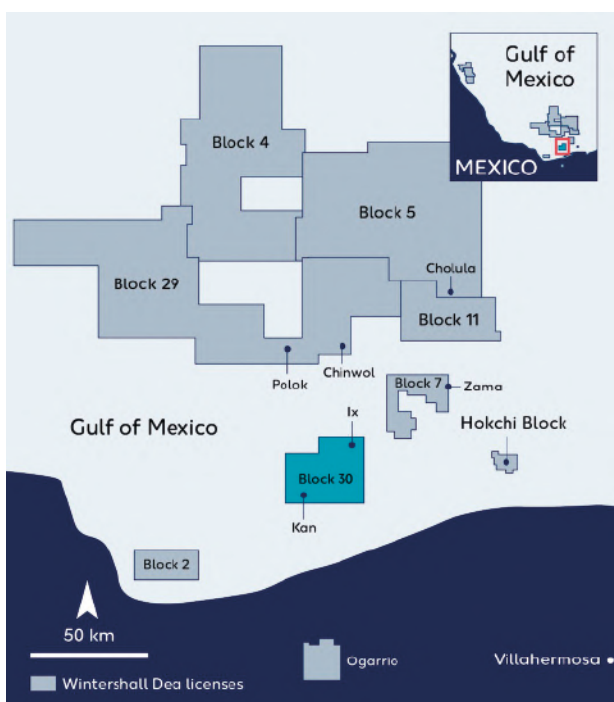 Gulf of
Mexico
MEXICO
Block 4
Block 5
Cholula
Block 29
Block 11
Polok
Chinwol
Block 7
Zama
Ix
Gulf of Mexico
Hokchi Block
Block 30
Kan
Block 2
50 km
Ogarrio
Villahermosa
Wintershall Dea licenses